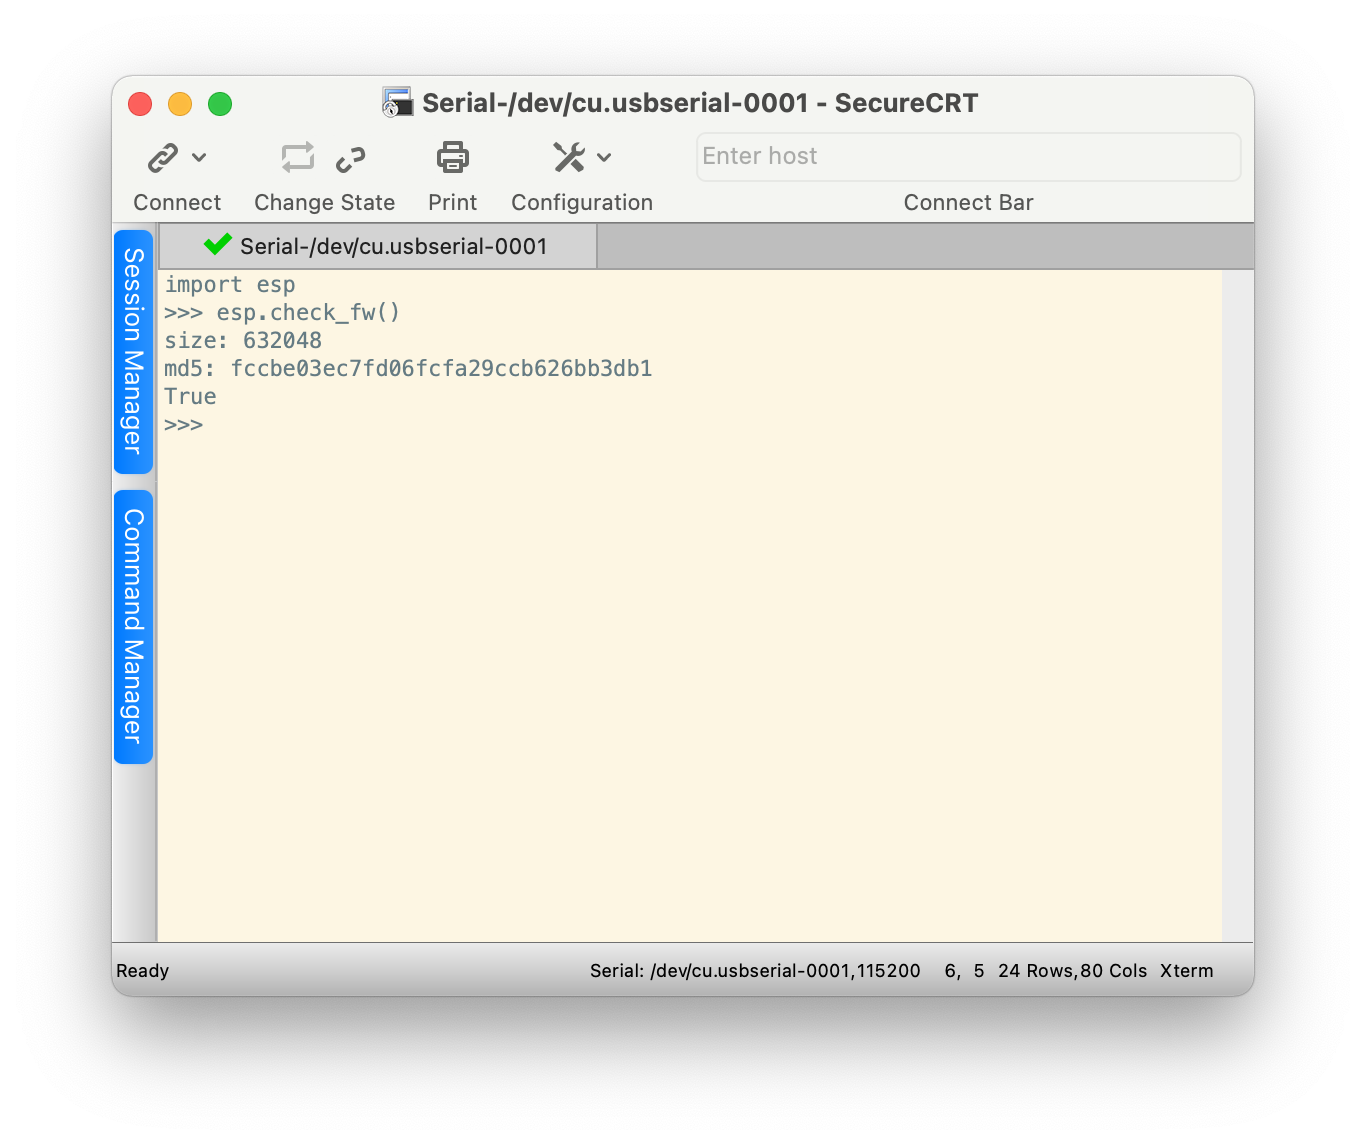 Serial-/dev/cu.usbserial-0001 - SecureCRT
Enter host
Connect
Change State
Print
Configuration
Connect Bar
Session Manager
Command Manager
Serial-/dev/cu.usbserial-0001
import esp
>>> esp.check_fw()
size: 632048
md5: fccbe03ec7fd06fcfa29ccb626bb3db1
True
>>>
Ready
Serial: /dev/cu.usbserial-0001,115200 6, 5 24 Rows,80 Cols Xterm